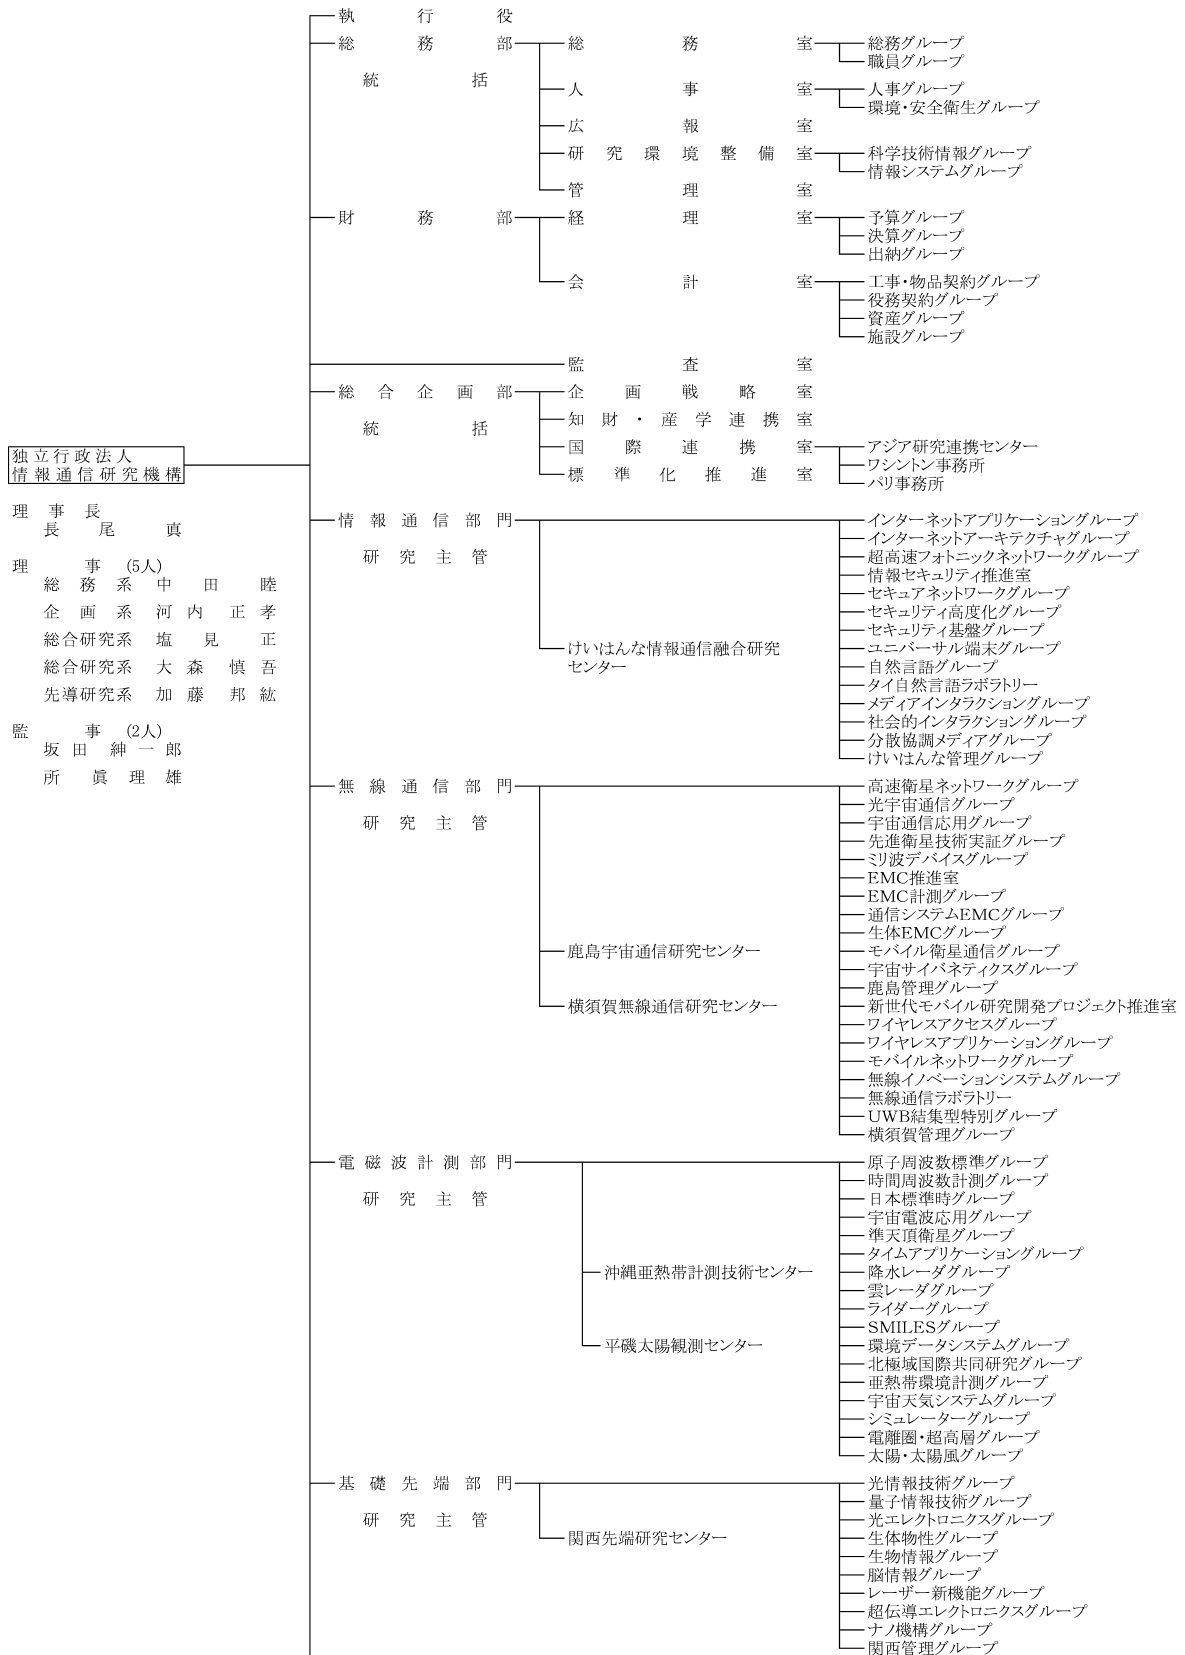 独立行政法人
情報通信研究機構
理事長
長尾真
理事 (5人)
総務系 中田睦
企画系 河内正孝
総合研究系 塩見正
総合研究系 大森慎吾
先導研究系 加藤邦紘
監事 (2人)
坂田紳一郎
所眞理雄
執行役
総務部
統括
総務室
総務グループ
職員グループ
人事室
人事グループ
環境・安全衛生グループ
広報室
研究環境整備室
科学技術情報グループ
情報システムグループ
管理室
財務部
経理室
予算グループ
決算グループ
出納グループ
会計室
工事・物品契約グループ
役務契約グループ
資産グループ
施設グループ
監査室
総合企画部
統括
企画戦略室
知財・産学連携室
国際連携室
アジア研究連携センター
ワシントン事務所
パリ事務所
標準化推進室
情報通信部門
研究主管
けいはんな情報通信融合研究
センター
インターネットアプリケーショングループ
インターネットアーキテクチャグループ
超高速フォトニックネットワークグループ
情報セキュリティ推進室
セキュアネットワークグループ
セキュリティ高度化グループ
セキュリティ基盤グループ
ユニバーサル端末グループ
自然言語グループ
タイ自然言語ラボラトリー
メディアインタラクショングループ
社会的インタラクショングループ
分散協調メディアグループ
けいはんな管理グループ
無線通信部門
研究主管
鹿島宇宙通信研究センター
横須賀無線通信研究センター
高速衛星ネットワークグループ
光宇宙通信グループ
宇宙通信応用グループ
先進衛星技術実証グループ
ミリ波デバイスグループ
EMC推進室
EMC計測グループ
通信システムEMCグループ
生体EMCグループ
モバイル衛星通信グループ
宇宙サイバネティクスグループ
鹿島管理グループ
新世代モバイル研究開発プロジェクト推進室
ワイヤレスアクセスグループ
ワイヤレスアプリケーショングループ
モバイルネットワークグループ
無線イノベーションシステムグループ
無線通信ラボラトリー
UWB結集型特別グループ
横須賀管理グループ
電磁波計測部門
研究主管
沖縄亜熱帯計測技術センター
平磯太陽観測センター
原子周波数標準グループ
時間周波数計測グループ
日本標準時グループ
宇宙電波応用グループ
準天頂衛星グループ
タイムアプリケーショングループ
降水レーダグループ
雲レーダグループ
ライダーグループ
SMILESグループ
環境データシステムグループ
北極域国際共同研究グループ
亜熱帯環境計測グループ
宇宙天気システムグループ
シミュレーターグループ
電離圏・超高層グループ
太陽・太陽風グループ
基礎先端部門
研究主管
関西先端研究センター
光情報技術グループ
量子情報技術グループ
光エレクトロニクスグループ
生体物性グループ
生物情報グループ
脳情報グループ
レーザー新機能グループ
超伝導エレクトロニクスグループ
ナノ機構グループ
関西管理グループ